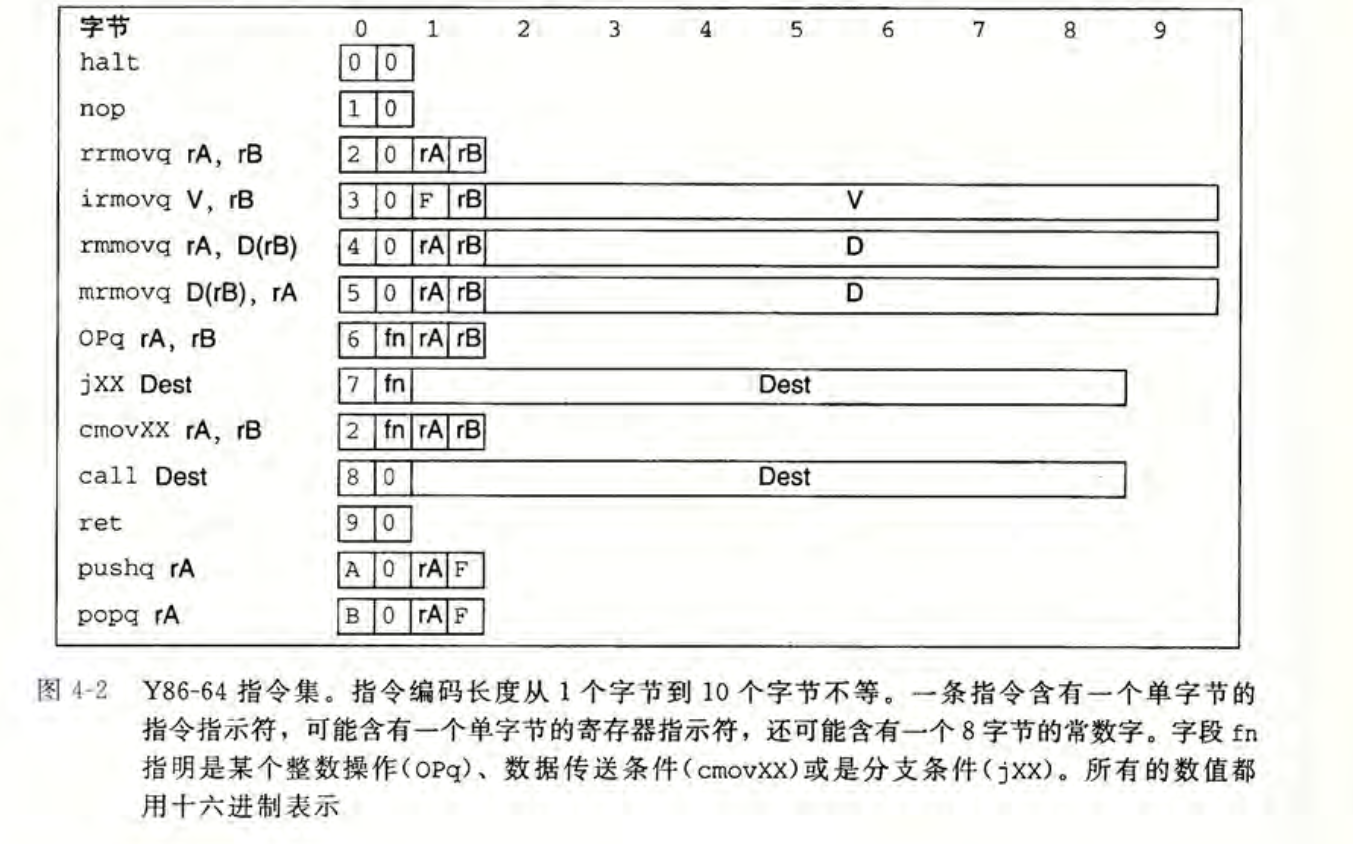 字节 0 1 2 3 4 5 6 7 8 9
halt 0 0
nop 1 0
rrmovq rA, rB 2 0 rA rB
irmovq V, rB 3 0 F rB V
rmmovq rA, D(rB) 4 0 rA rB D
mrmovq D(rB), rA 5 0 rA rB D
OPq rA, rB 6 fn rA rB
jXX Dest 7 fn Dest
cmovXX rA, rB 2 fn rA rB
call Dest 8 0 Dest
ret 9 0
pushq rA A 0 rA F
popq rA B 0 rA F
图 4-2 Y86-64 指令集。指令编码长度从 1 个字节到 10 个字节不等。一条指令含有一个单字节的
指令指示符，可能含有一个单字节的寄存器指示符，还可能含有一个 8 字节的常数字。字段 fn
指明是某个整数操作(OPq)、数据传送条件(cmovXX)或是分支条件(jXX)。所有的数值都
用十六进制表示